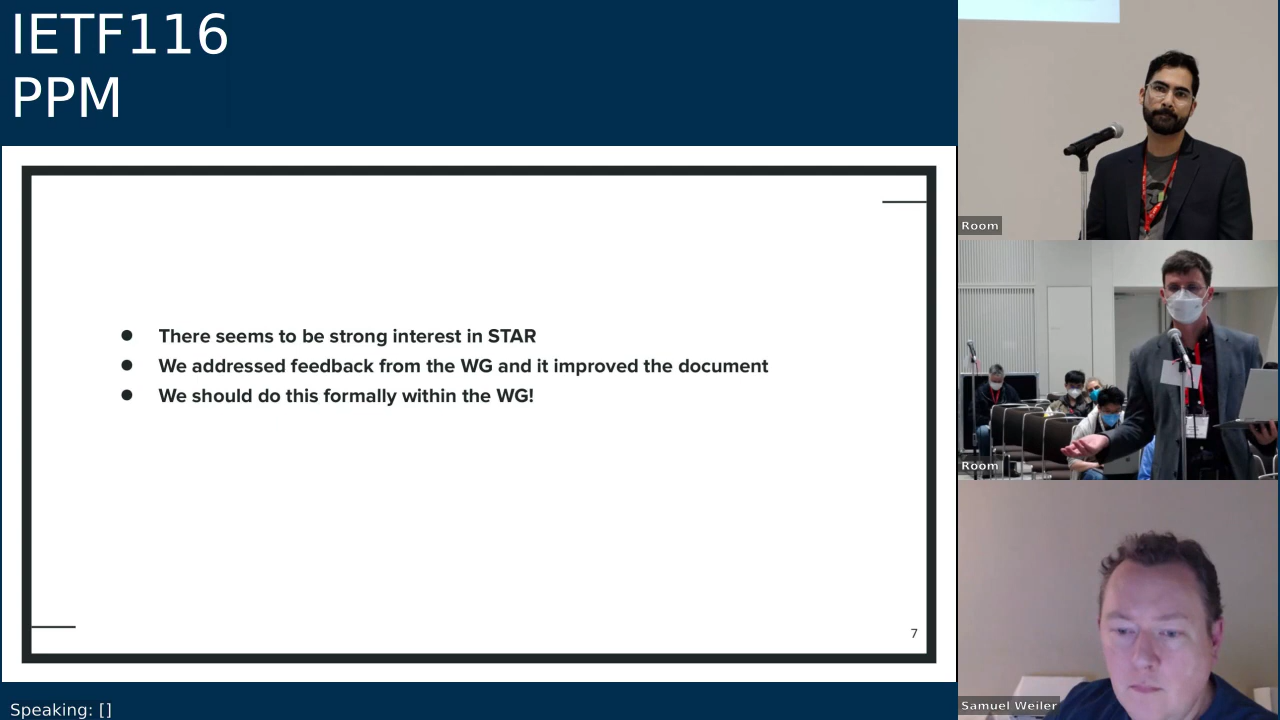 IETF116
PPM
● There seems to be strong interest in STAR
● We addressed feedback from the WG and it improved the document
● We should do this formally within the WG!
7
Speaking: []
Room
Room
Samuel Weiler